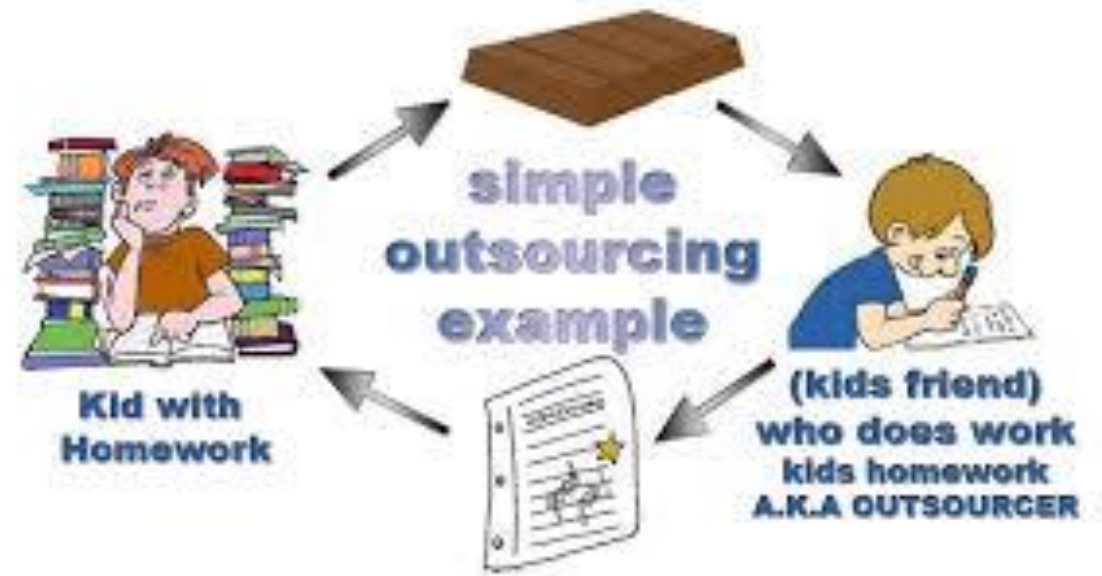 simple
outsourcing
example
Kid with
Homework
(kids friend)
who does work
kids homework
A.K.A OUTSOURCER